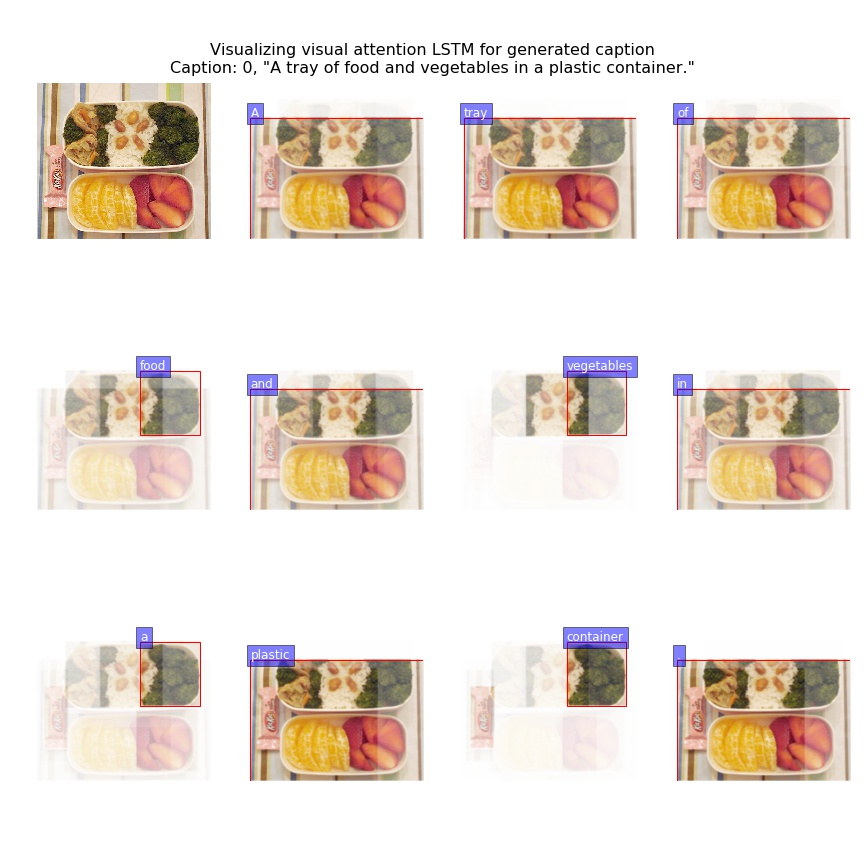 Visualizing visual attention LSTM for generated caption
Caption: 0, "A tray of food and vegetables in a plastic container."
A
tray
of
food
and
vegetables
in
a
plastic
container